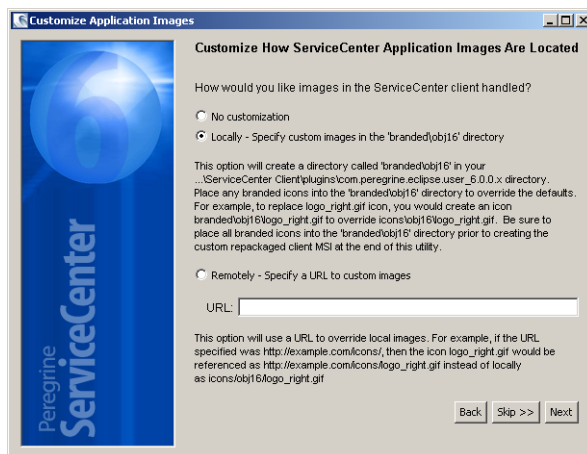 Customize Application Images
Customize How ServiceCenter Application Images Are Located
How would you like images in the ServiceCenter client handled?
No customization
Locally - Specify custom images in the 'branded\obj16' directory
This option will create a directory called 'branded\obj16' in your
...\ServiceCenter Client\plugins\com.peregrine.eclipse.user_6.0.0.x directory.
Place any branded icons into the 'branded\obj16' directory to override the defaults.
For example, to replace logo_right.gif icon, you would create an icon
branded\obj16\logo_right.gif to override icons\obj16\logo_right.gif. Be sure to
place all branded icons into the 'branded\obj16' directory prior to creating the
custom repackaged client MSI at the end of this utility.
Remotely - Specify a URL to custom images
URL:
This option will use a URL to override local images. For example, if the URL
specified was http://example.com/icons/, then the icon logo_right.gif would be
referenced as http://example.com/icons/logo_right.gif instead of locally
as icons/obj16/logo_right.gif
Back
Skip >>
Next
6
Peregrine
ServiceCenter